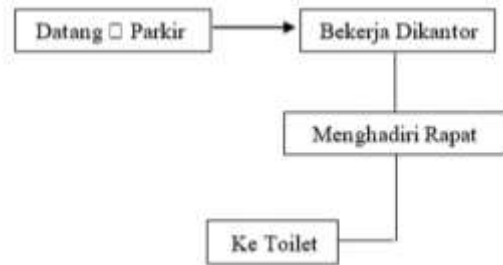 Datang □ Parkir
Bekerja Dikantor
Menghadiri Rapat
Ke Toilet